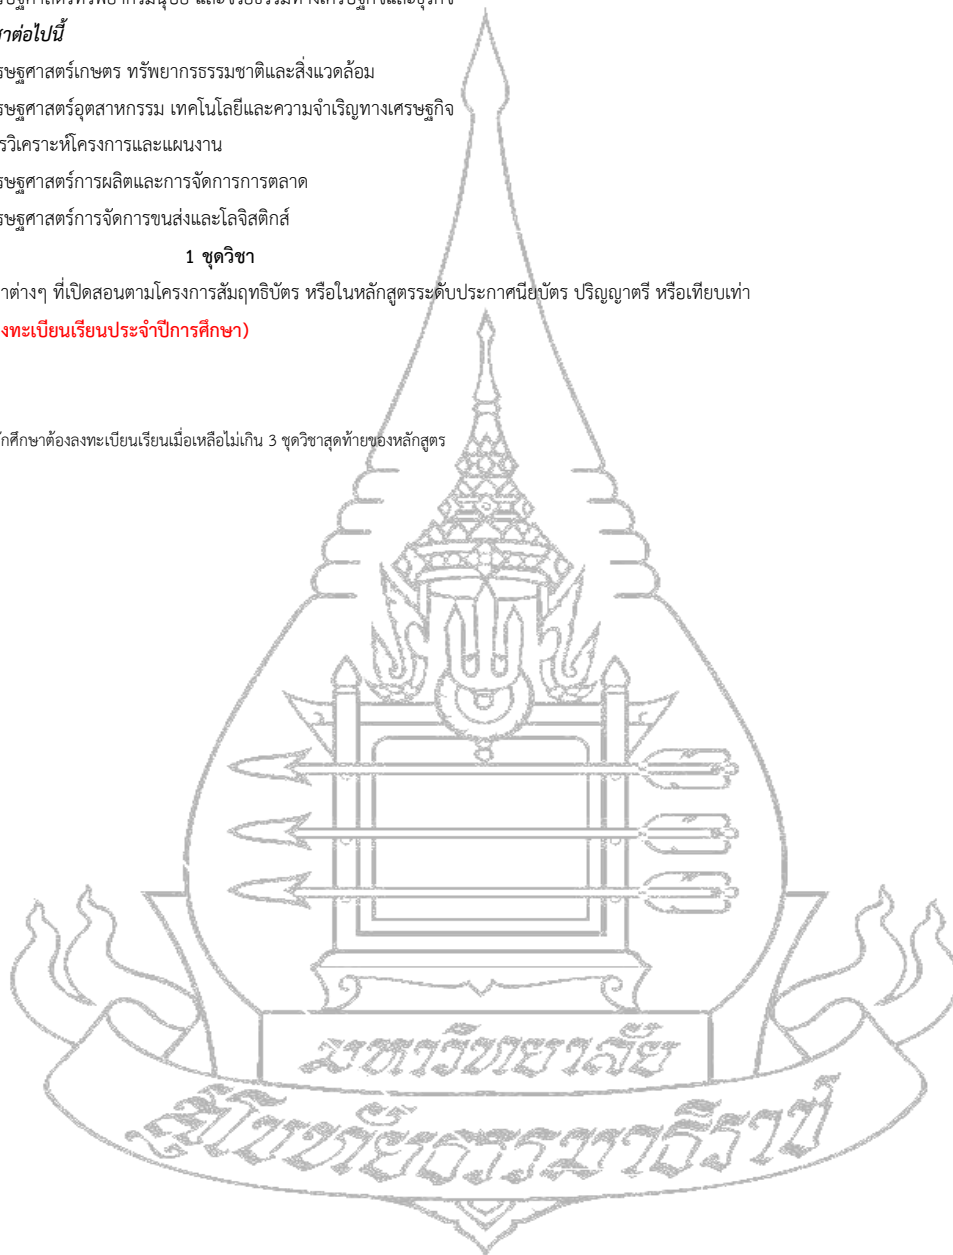 รษฐศาสตร์ทรัพยากรมนุษย์ และจริยธรรมทางเศรษฐกิจและธุรกิจ
าต่อไปนี้
รษฐศาสตร์เกษตร ทรัพยากรธรรมชาติและสิ่งแวดล้อม
รษฐศาสตร์อุตสาหกรรม เทคโนโลยีและความจำเริญทางเศรษฐกิจ
รวิเคราะห์โครงการและแผนงาน
รษฐศาสตร์การผลิตและการจัดการการตลาด
รษฐศาสตร์การจัดการขนส่งและโลจิสติกส์
1 ชุดวิชา
าต่างๆ ที่เปิดสอนตามโครงการสัมฤทธิบัตร หรือในหลักสูตรระดับประกาศนียบัตร ปริญญาตรี หรือเทียบเท่า
งทะเบียนเรียนประจำปีการศึกษา)
ักศึกษาต้องลงทะเบียนเรียนเมื่อเหลือไม่เกิน 3 ชุดวิชาสุดท้ายของหลักสูตร
มหาวิทยาลัย
สุโขทัยธรรมาธิราช